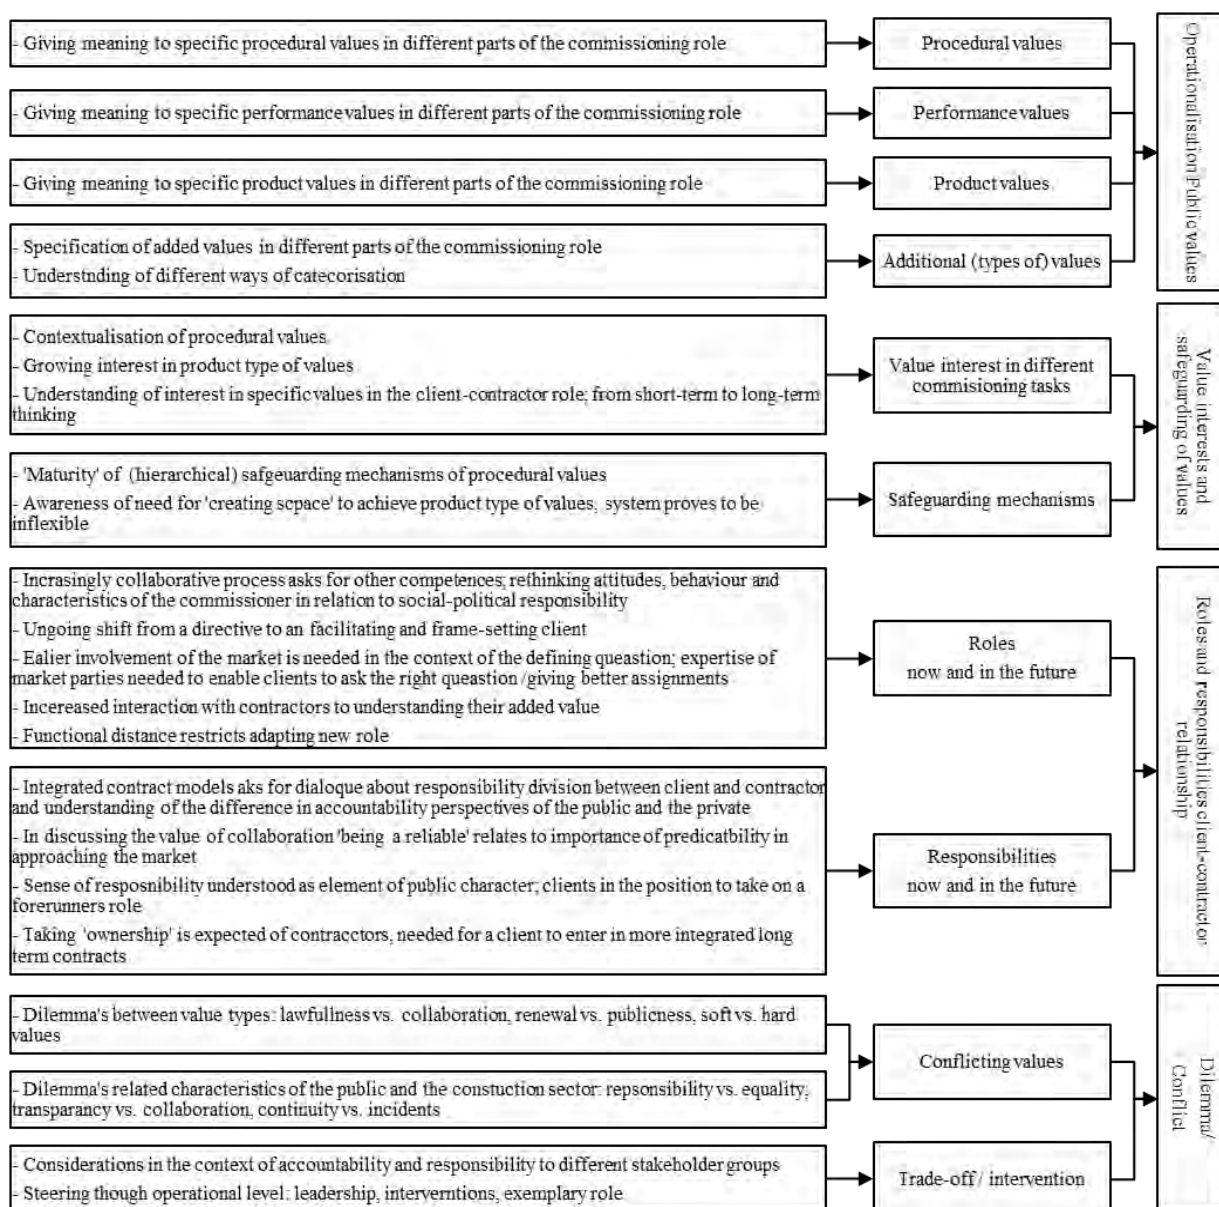 - Giving meaning to specific procedural values in different parts of the commissioning role
Procedural values
- Giving meaning to specific performance values in different parts of the commissioning role
Performance values
- Giving meaning to specific product values in different parts of the commissioning role
Product values
- Specification of added values in different parts of the commissioning role
- Understnding of different ways of catecorisation
Additional (types of) values
Operationalisation Public values
- Contextualisation of procedural values
- Growing interest in product type of values
- Understanding of interest in specific values in the client-contractor role; from short-term to long-term
thinking
Value interest in different
commisioning tasks
- 'Maturity' of (hierarchical) safgeuarding mechanisms of procedural values
- Awareness of need for 'creating scpace' to achieve product type of values, system proves to be
inflexible
Safeguarding mechanisms
Value interests and
safeguarding of values
- Incrasingly collaborative process asks for other competences; rethinking attitudes, behaviour and
characteristics of the commissioner in relation to social-political responsibility
- Ungoing shift from a directive to an facilitating and frame-setting client
- Ealier involvement of the market is needed in the context of the defining queastion; expertise of
market parties needed to enable clients to ask the right queastion /giving better assignments
- Incereased interaction with contractors to understanding their added value
- Functional distance restricts adapting new role
Roles
now and in the future
- Integrated contract models aks for dialoque about responsibility division between client and contractor
and understanding of the difference in accountability perspectives of the public and the private
- In discussing the value of collaboration 'being a reliable' relates to importance of predicatbility in
approaching the market
- Sense of resposnibility understood as element of public character; clients in the position to take on a
forerunners role
- Taking 'ownership' is expected of contracctors, needed for a client to enter in more integrated long
term contracts
Responsibilities
now and in the future
Roles and responsibilities client-contractor
relationship
- Dilemma's between value types: lawfullness vs. collaboration, renewal vs. publicness, soft vs. hard
values
- Dilemma's related characteristics of the public and the constuction sector: repsonsibility vs. equality,
transparancy vs. collaboration, continuity vs. incidents
Conflicting values
- Considerations in the context of accountability and responsibility to different stakeholder groups
- Steering though operational level: leadership, interverntions, exemplary role
Trade-off / intervention
Dilemma/
Conflict